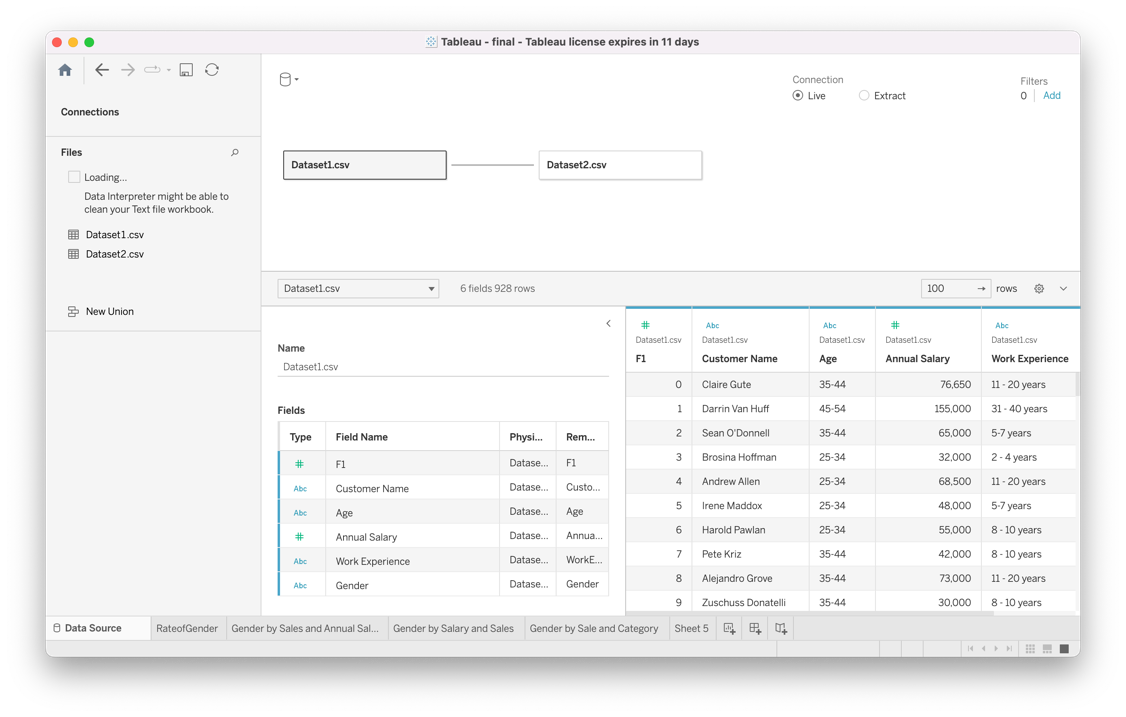 Tableau - final - Tableau license expires in 11 days
Connections
Files
Loading...
Data Interpreter might be able to
clean your Text file workbook.
Dataset1.csv
Dataset2.csv
New Union
Connection
Live
Extract
Filters
0
Add
Dataset1.csv
Dataset2.csv
Dataset1.csv
6 fields 928 rows
100
rows
Name
Dataset1.csv
Fields
Type Field Name Physi... Rem...
# F1 Datase... F1
Abc Customer Name Datase... Custo...
Abc Age Datase... Age
# Annual Salary Datase... Annua...
Abc Work Experience Datase... WorkE...
Abc Gender Datase... Gender
# Abc Abc # Abc
Dataset1.csv Dataset1.csv Dataset1.csv Dataset1.csv Dataset1.csv
F1 Customer Name Age Annual Salary Work Experience
0 Claire Gute 35-44 76,650 11 - 20 years
1 Darrin Van Huff 45-54 155,000 31 - 40 years
2 Sean O'Donnell 35-44 65,000 5-7 years
3 Brosina Hoffman 25-34 32,000 2 - 4 years
4 Andrew Allen 25-34 68,500 11 - 20 years
5 Irene Maddox 25-34 48,000 5-7 years
6 Harold Pawlan 25-34 55,000 8 - 10 years
7 Pete Kriz 35-44 42,000 8 - 10 years
8 Alejandro Grove 35-44 73,000 11 - 20 years
9 Zuschuss Donatelli 35-44 30,000 8 - 10 years
Data Source RateofGender Gender by Sales and Annual Sal... Gender by Salary and Sales Gender by Sale and Category Sheet 5